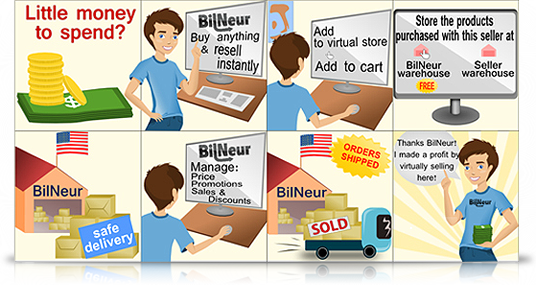 Little money
to spend?
BilNeur
Buy anything
& resell
instantly
Add
to virtual store
Add to cart
Store the products
purchased with this seller at
BilNeur
warehouse
FREE
Seller
warehouse
BilNeur
safe
delivery
BilNeur
Manage:
Price
Promotions
Sales &
Discounts
ORDERS
SHIPPED
BilNeur
SOLD
Thanks BilNeur!
I made a profit by
virtually selling
here!
BilNeur